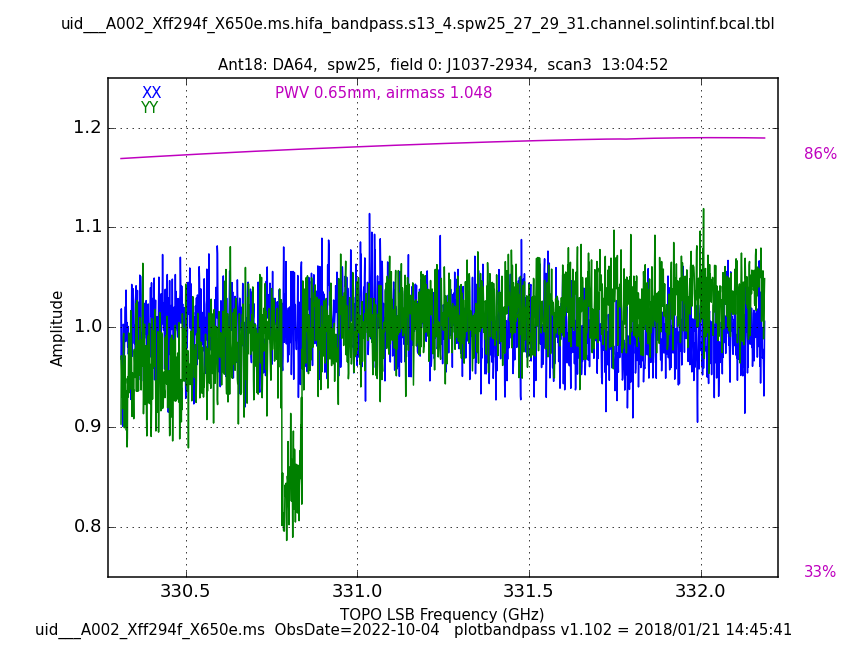 uid___A002_Xff294f_X650e.ms.hifa_bandpass.s13_4.spw25_27_29_31.channel.solintinf.bcal.tbl
Ant18: DA64,  spw25,  field 0: J1037-2934,  scan3  13:04:52
XX
YY
PWV 0.65mm, airmass 1.048
86%
33%
1.2
1.1
1.0
0.9
0.8
Amplitude
330.5
331.0
331.5
332.0
TOPO LSB Frequency (GHz)
uid___A002_Xff294f_X650e.ms  ObsDate=2022-10-04   plotbandpass v1.102 = 2018/01/21 14:45:41